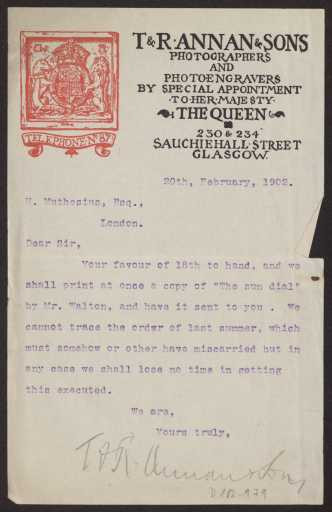 T & R · ANNAN & SONS
PHOTOGRAPHERS
AND
PHOTOENGRAVERS
BY SPECIAL APPOINTMENT
· TO · HER · MAJESTY ·
THE QUEEN
230 & 234
SAUCHIEHALL · STREET
GLASGOW.
TELEPHONE · No
20th, February, 1902.
H. Muthesius, Esq.,
London.
Dear Sir,
Your favour of 18th to hand, and we
shall print at once a copy of "The sun dial"
by Mr. Walton, and have it sent to you . We
cannot trace the order of last summer, which
must somehow or other have miscarried but in
any case we shall lose no time in getting
this executed.
We are,
Yours truly,
T & R. Annan & Sons,
D 102-979